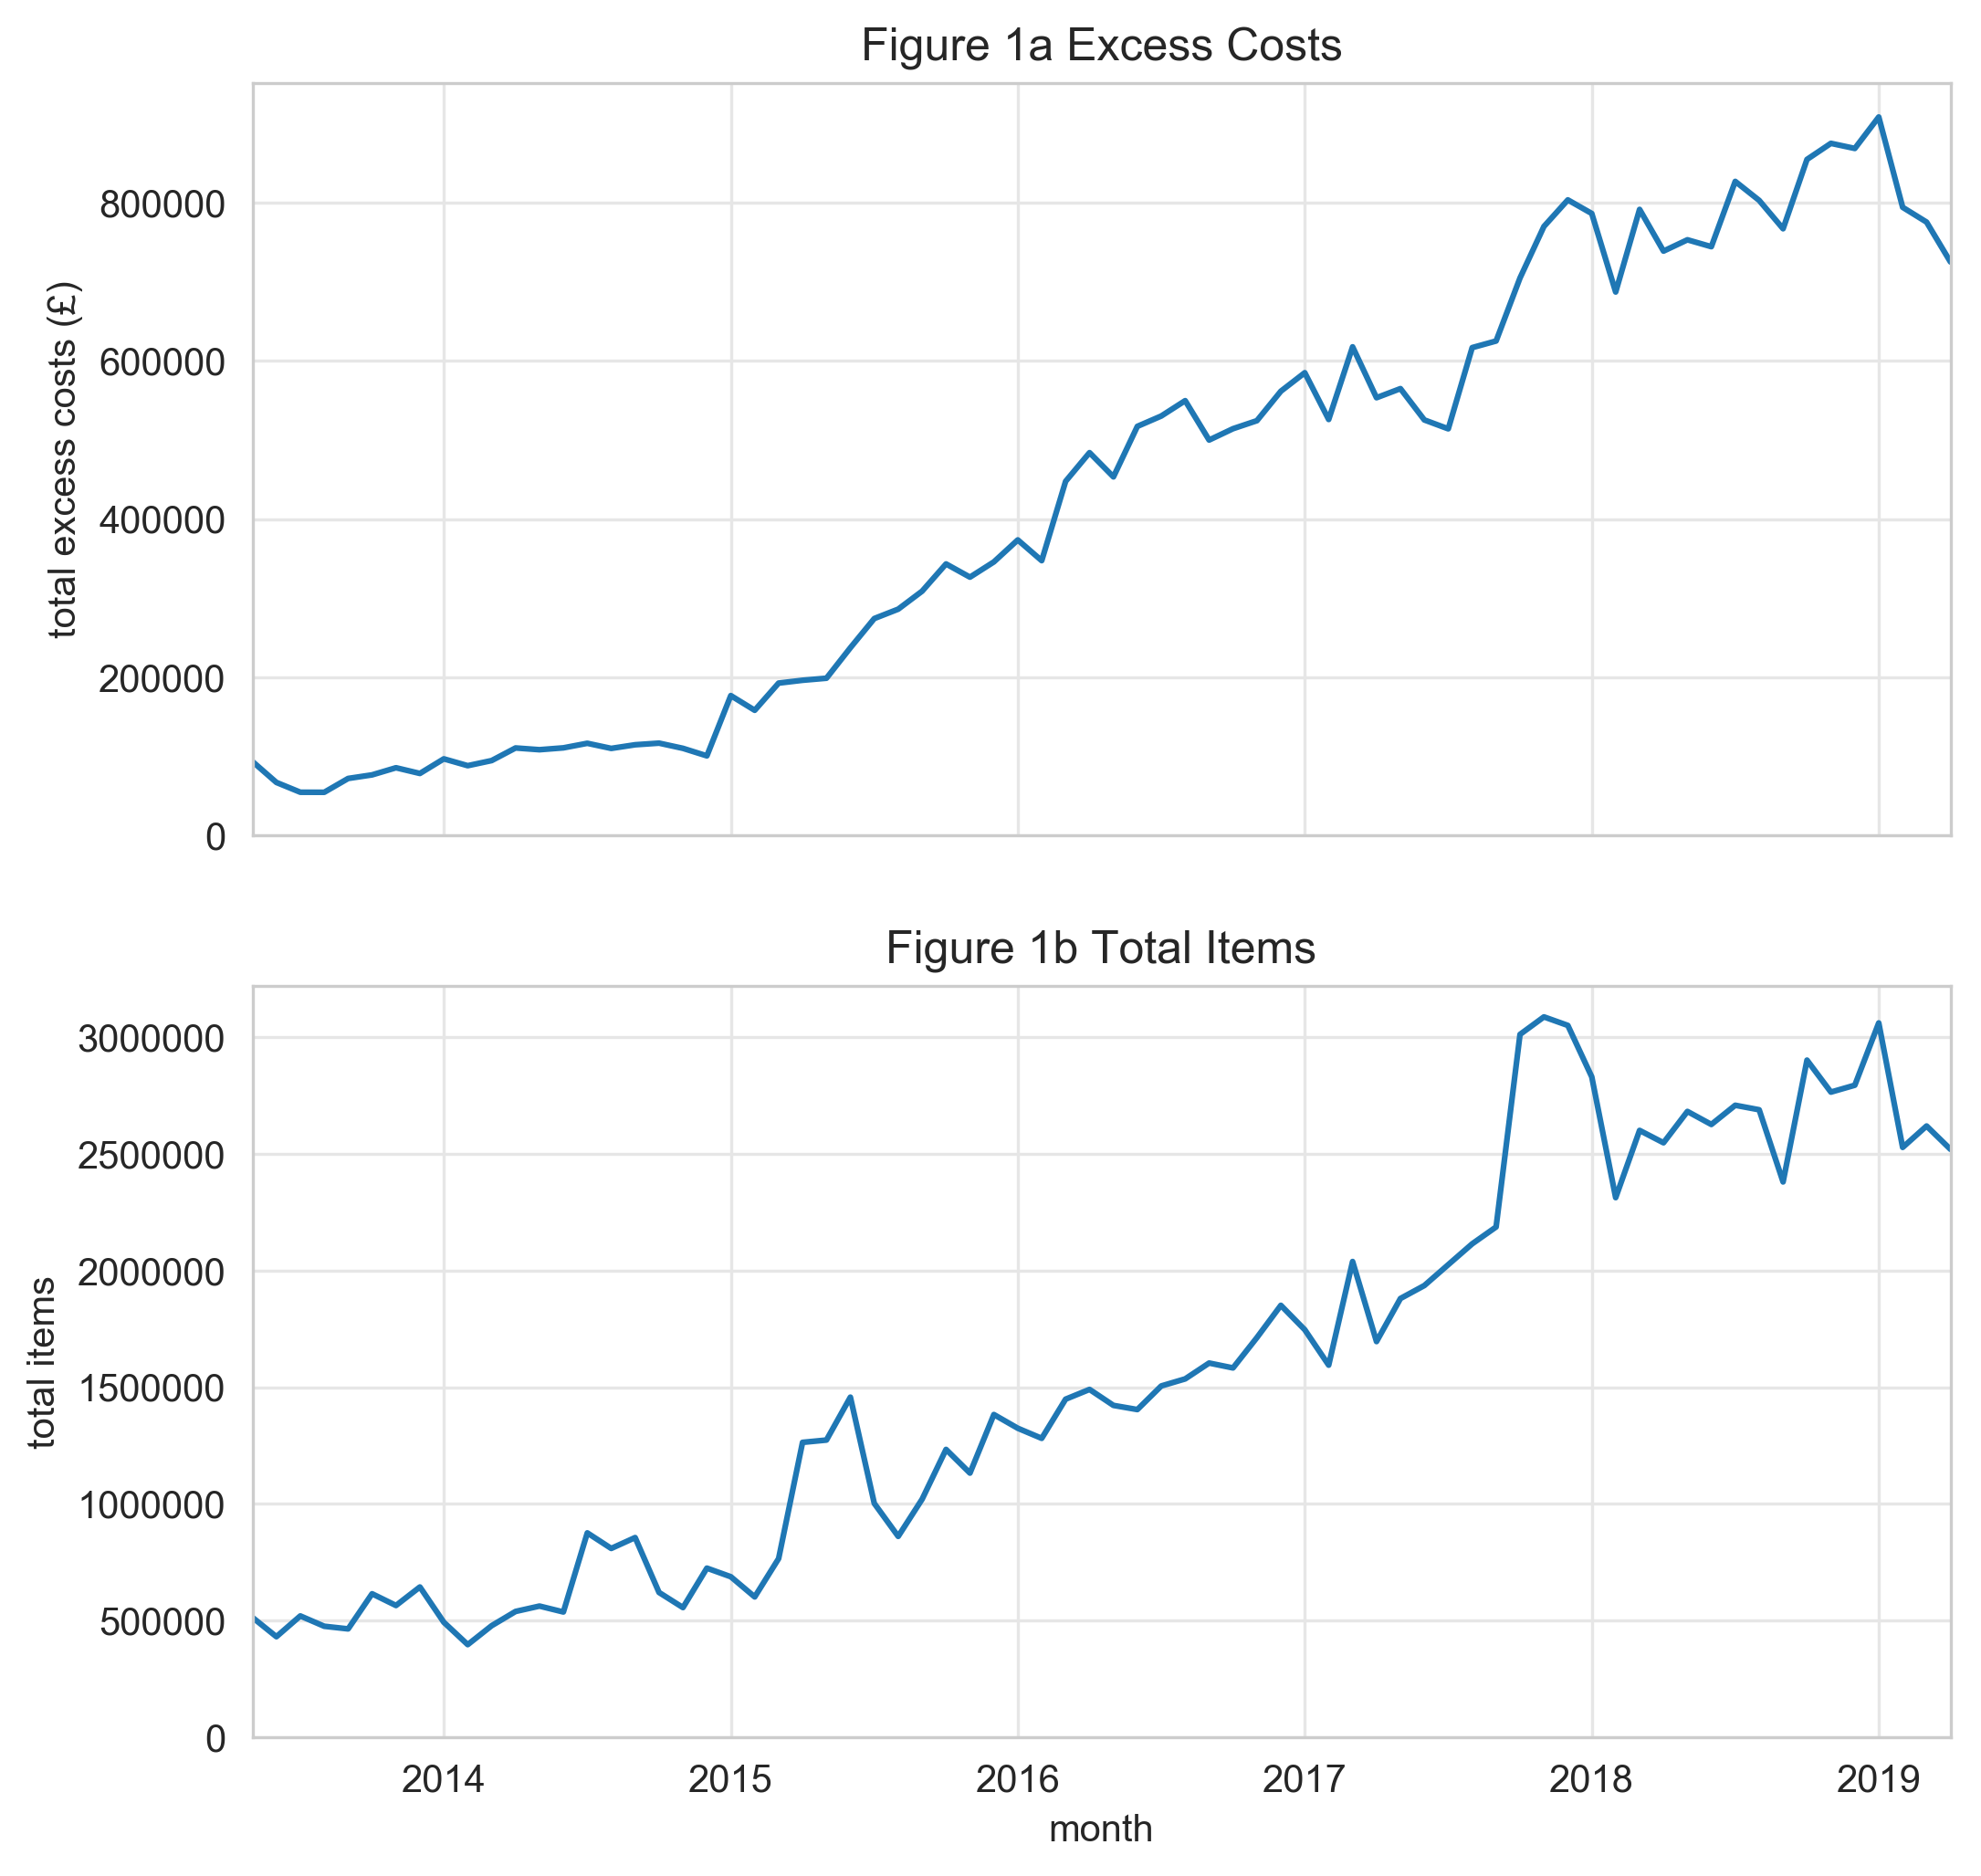 Figure 1a Excess Costs
total excess costs (£)
800000
600000
400000
200000
0
Figure 1b Total Items
total items
3000000
2500000
2000000
1500000
1000000
500000
0
2014 2015 2016 2017 2018 2019
month